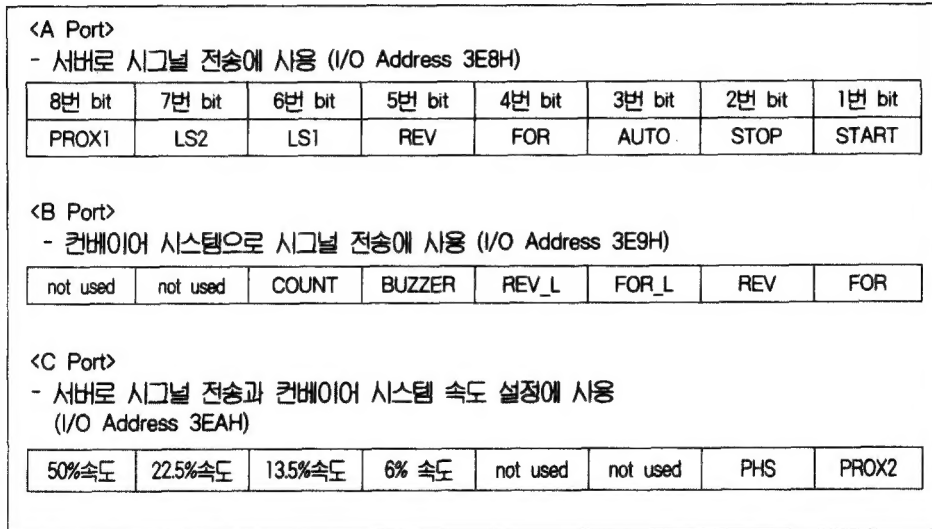 <A Port>
- 서버로 시그널 전송에 사용 (I/O Address 3E8H)
8번 bit 7번 bit 6번 bit 5번 bit 4번 bit 3번 bit 2번 bit 1번 bit
PROX1 LS2 LS1 REV FOR AUTO STOP START
<B Port>
- 컨베이어 시스템으로 시그널 전송에 사용 (I/O Address 3E9H)
not used not used COUNT BUZZER REV_L FOR_L REV FOR
<C Port>
- 서버로 시그널 전송과 컨베이어 시스템 속도 설정에 사용
(I/O Address 3EAH)
50%속도 22.5%속도 13.5%속도 6% 속도 not used not used PHS PROX2